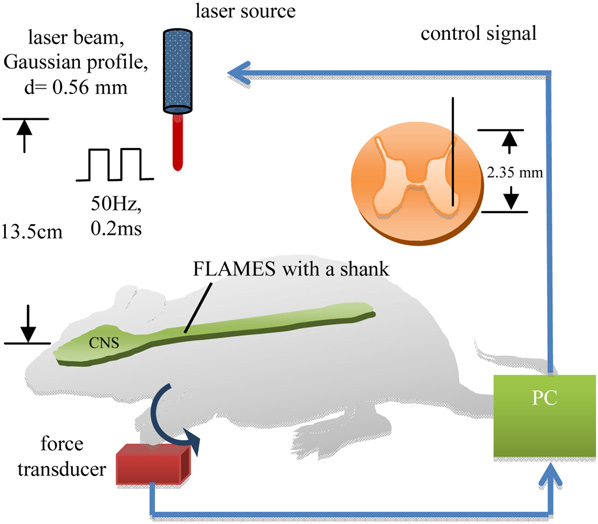 laser source
laser beam,
Gaussian profile,
d= 0.56 mm
control signal
2.35 mm
50Hz,
0.2ms
13.5cm
FLAMES with a shank
CNS
PC
force
transducer